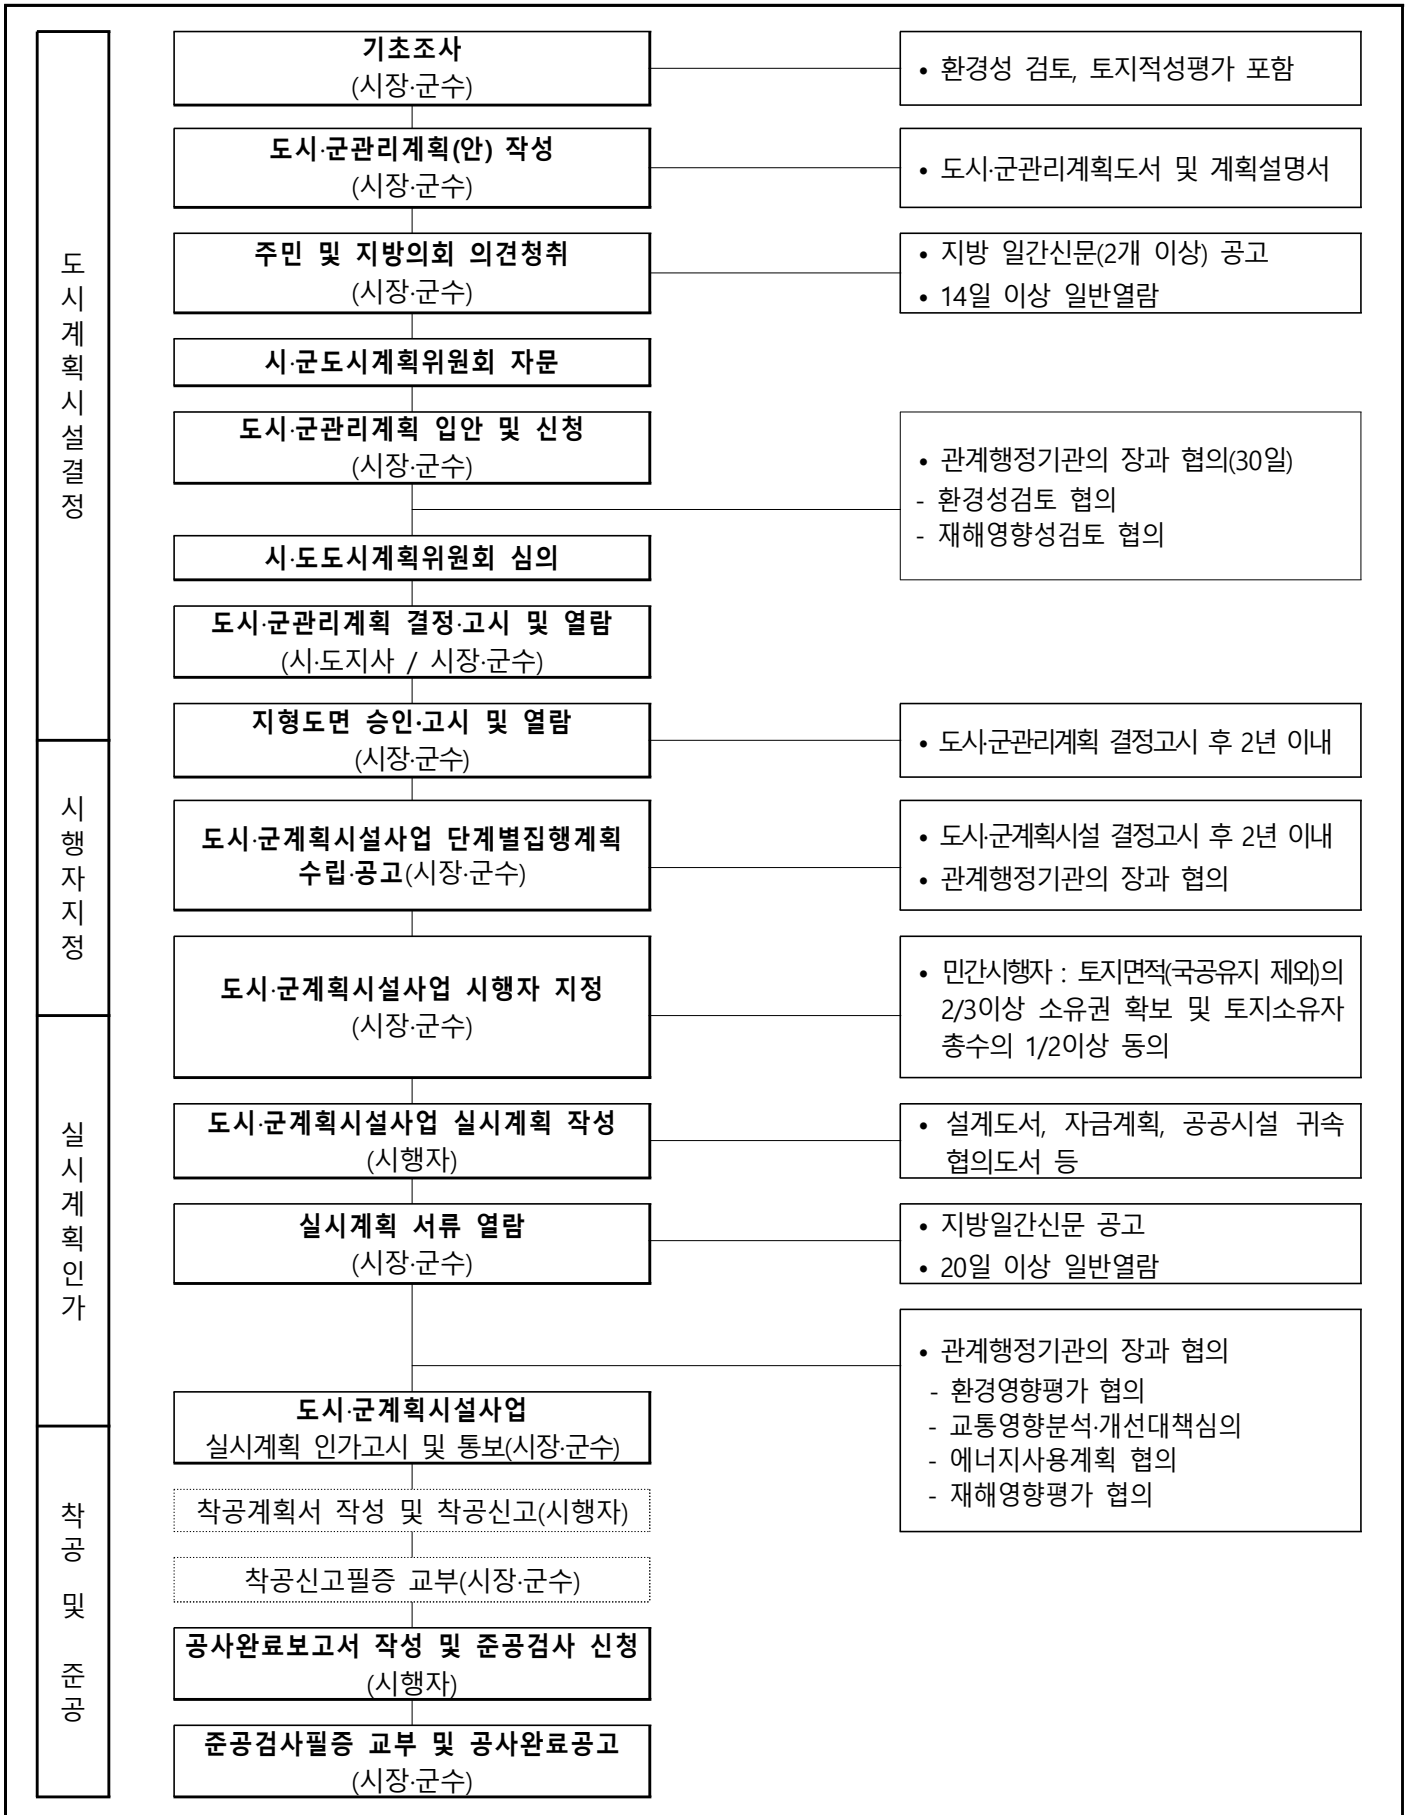 도시계획시설결정
기초조사
(시장·군수)
• 환경성 검토, 토지적성평가 포함
도시·군관리계획(안) 작성
(시장·군수)
• 도시·군관리계획도서 및 계획설명서
주민 및 지방의회 의견청취
(시장·군수)
• 지방 일간신문(2개 이상) 공고
• 14일 이상 일반열람
시·군도시계획위원회 자문
도시·군관리계획 입안 및 신청
(시장·군수)
• 관계행정기관의 장과 협의(30일)
- 환경성검토 협의
- 재해영향성검토 협의
시·도도시계획위원회 심의
도시·군관리계획 결정·고시 및 열람
(시·도지사 / 시장·군수)
지형도면 승인·고시 및 열람
(시장·군수)
• 도시·군관리계획 결정고시 후 2년 이내
시행자지정
도시·군계획시설사업 단계별집행계획
수립·공고(시장·군수)
• 도시·군계획시설 결정고시 후 2년 이내
• 관계행정기관의 장과 협의
도시·군계획시설사업 시행자 지정
(시장·군수)
• 민간시행자 : 토지면적(국공유지 제외)의
2/3이상 소유권 확보 및 토지소유자
총수의 1/2이상 동의
실시계획인가
도시·군계획시설사업 실시계획 작성
(시행자)
• 설계도서, 자금계획, 공공시설 귀속
협의도서 등
실시계획 서류 열람
(시장·군수)
• 지방일간신문 공고
• 20일 이상 일반열람
• 관계행정기관의 장과 협의
- 환경영향평가 협의
- 교통영향분석·개선대책심의
- 에너지사용계획 협의
- 재해영향평가 협의
도시·군계획시설사업
실시계획 인가고시 및 통보(시장·군수)
착공 및 준공
착공계획서 작성 및 착공신고(시행자)
착공신고필증 교부(시장·군수)
공사완료보고서 작성 및 준공검사 신청
(시행자)
준공검사필증 교부 및 공사완료공고
(시장·군수)